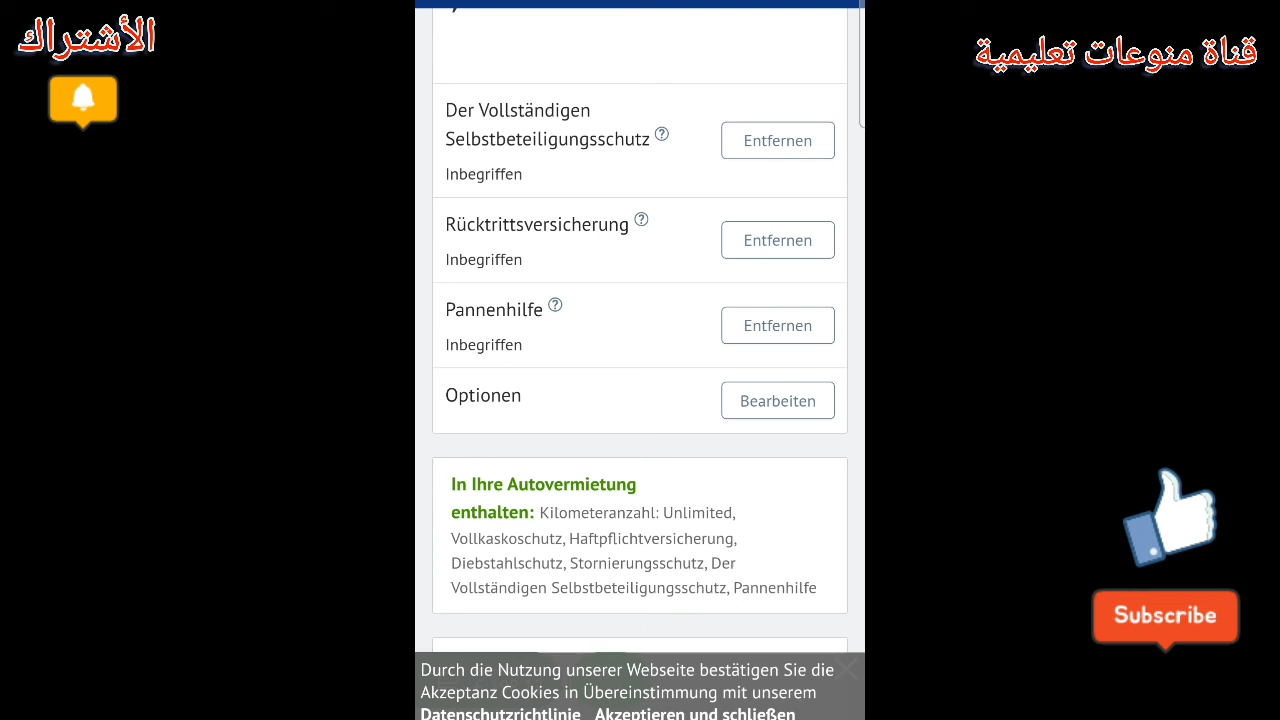 الأشتراك
قناة منوعات تعليمية
Der Vollständigen
Selbstbeteiligungsschutz ?
Entfernen
Inbegriffen
Rücktrittsversicherung ?
Entfernen
Inbegriffen
Pannenhilfe ?
Entfernen
Inbegriffen
Optionen
Bearbeiten
In Ihre Autovermietung
enthalten: Kilometeranzahl: Unlimited,
Vollkaskoschutz, Haftpflichtversicherung,
Diebstahlschutz, Stornierungsschutz, Der
Vollständigen Selbstbeteiligungsschutz, Pannenhilfe
Subscribe
Durch die Nutzung unserer Webseite bestätigen Sie die
Akzeptanz Cookies in Übereinstimmung mit unserem
Datenschutzrichtlinie Akzeptieren und schließen